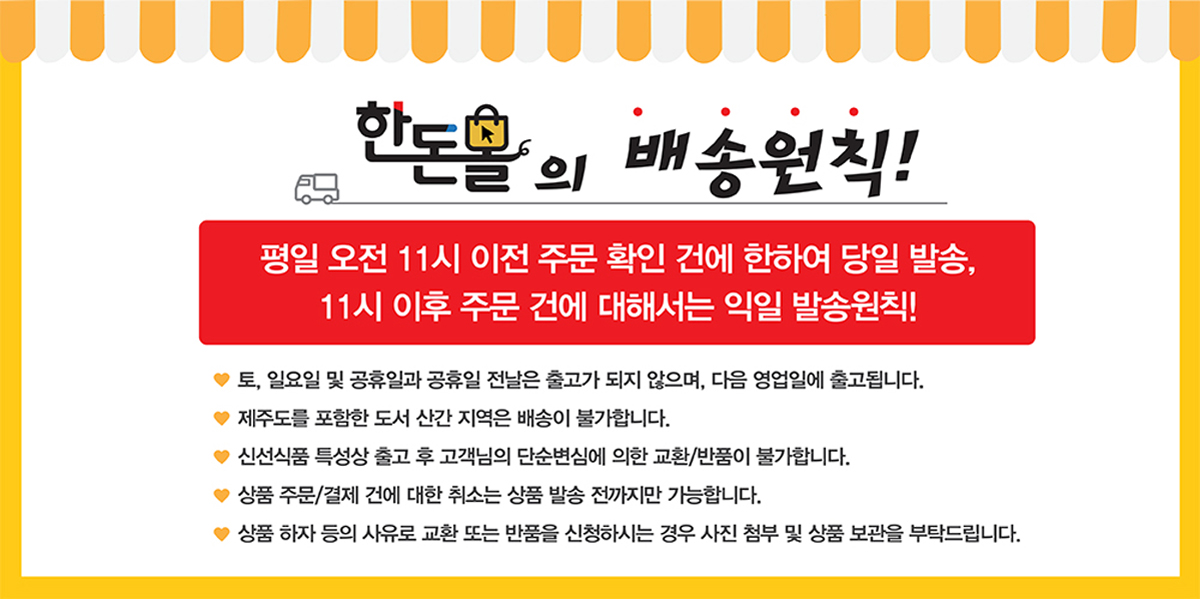 한돈몰의 배송원칙!
평일 오전 11시 이전 주문 확인 건에 한하여 당일 발송,
11시 이후 주문 건에 대해서는 익일 발송원칙!
토, 일요일 및 공휴일과 공휴일 전날은 출고가 되지 않으며, 다음 영업일에 출고됩니다.
제주도를 포함한 도서 산간 지역은 배송이 불가합니다.
신선식품 특성상 출고 후 고객님의 단순변심에 의한 교환/반품이 불가합니다.
상품 주문/결제 건에 대한 취소는 상품 발송 전까지만 가능합니다.
상품 하자 등의 사유로 교환 또는 반품을 신청하시는 경우 사진 첨부 및 상품 보관을 부탁드립니다.